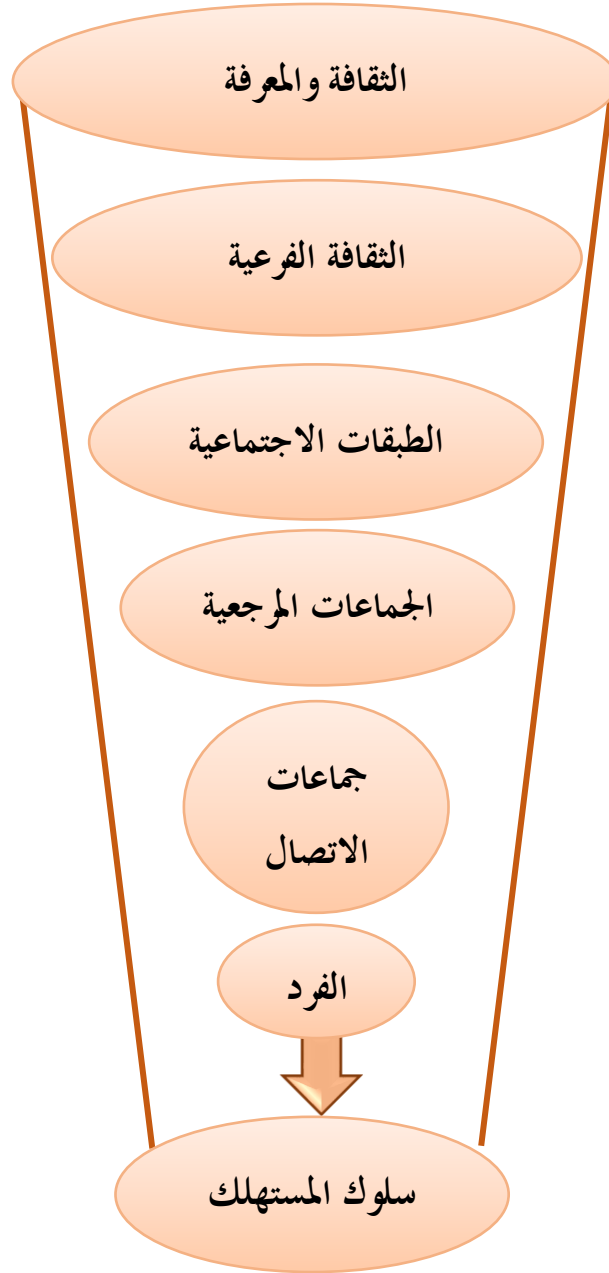 الثقافة والمعرفة
الثقافة الفرعية
الطبقات الاجتماعية
الجماعات المرجعية
جماعات
الاتصال
الفرد
سلوك المستهلك